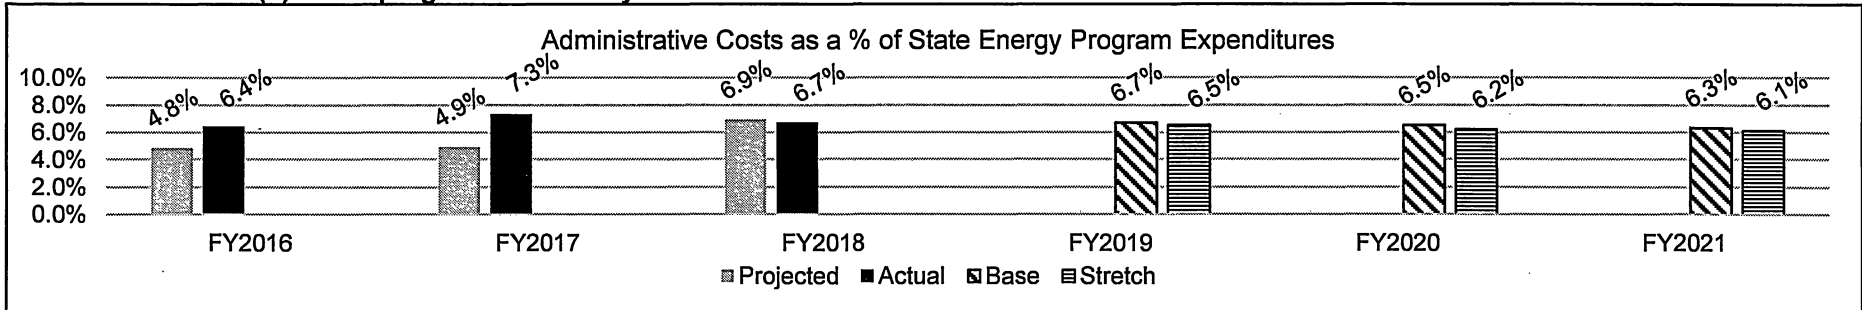 Administrative Costs as a % of State Energy Program Expenditures
10.0%
8.0%
6.0%
4.0%
2.0%
0.0%
4.8% 6.4% 4.9% 7.3% 6.9% 6.7% 6.7% 6.5% 6.5% 6.2% 6.3% 6.1%
FY2016 FY2017 FY2018 FY2019 FY2020 FY2021
Projected Actual Base Stretch